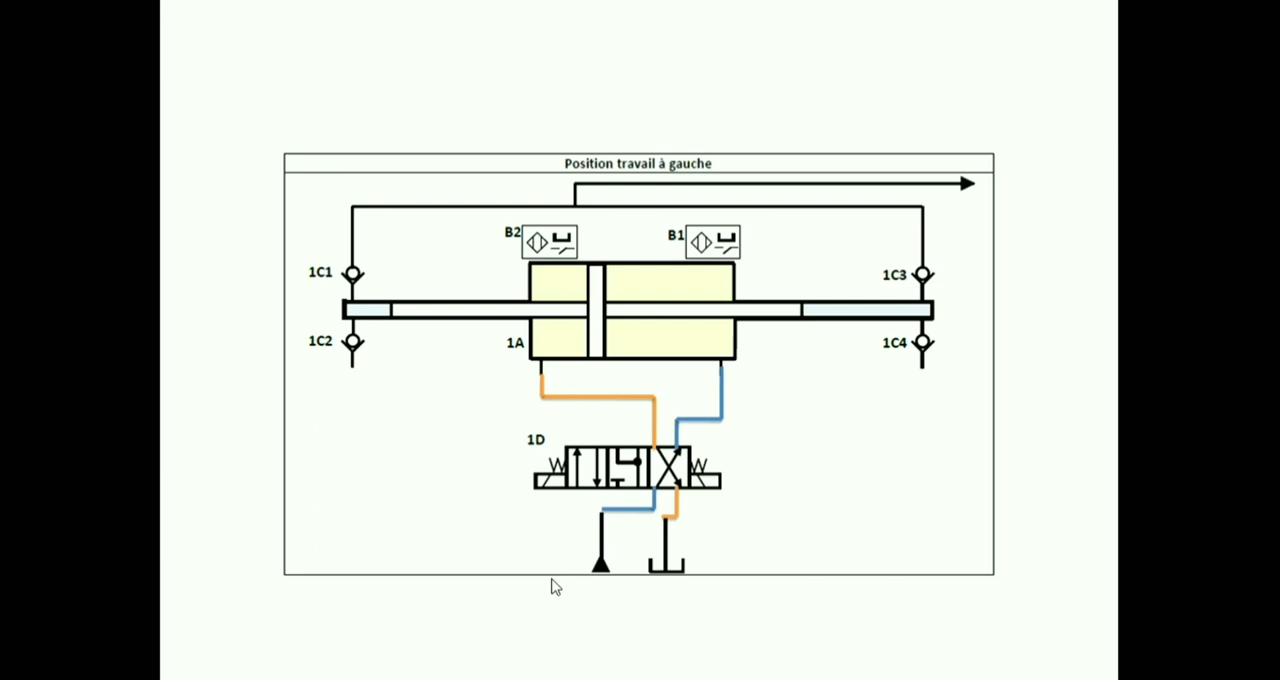 Position travail à gauche
B2
B1
1C1
1C3
1C2
1A
1C4
1D